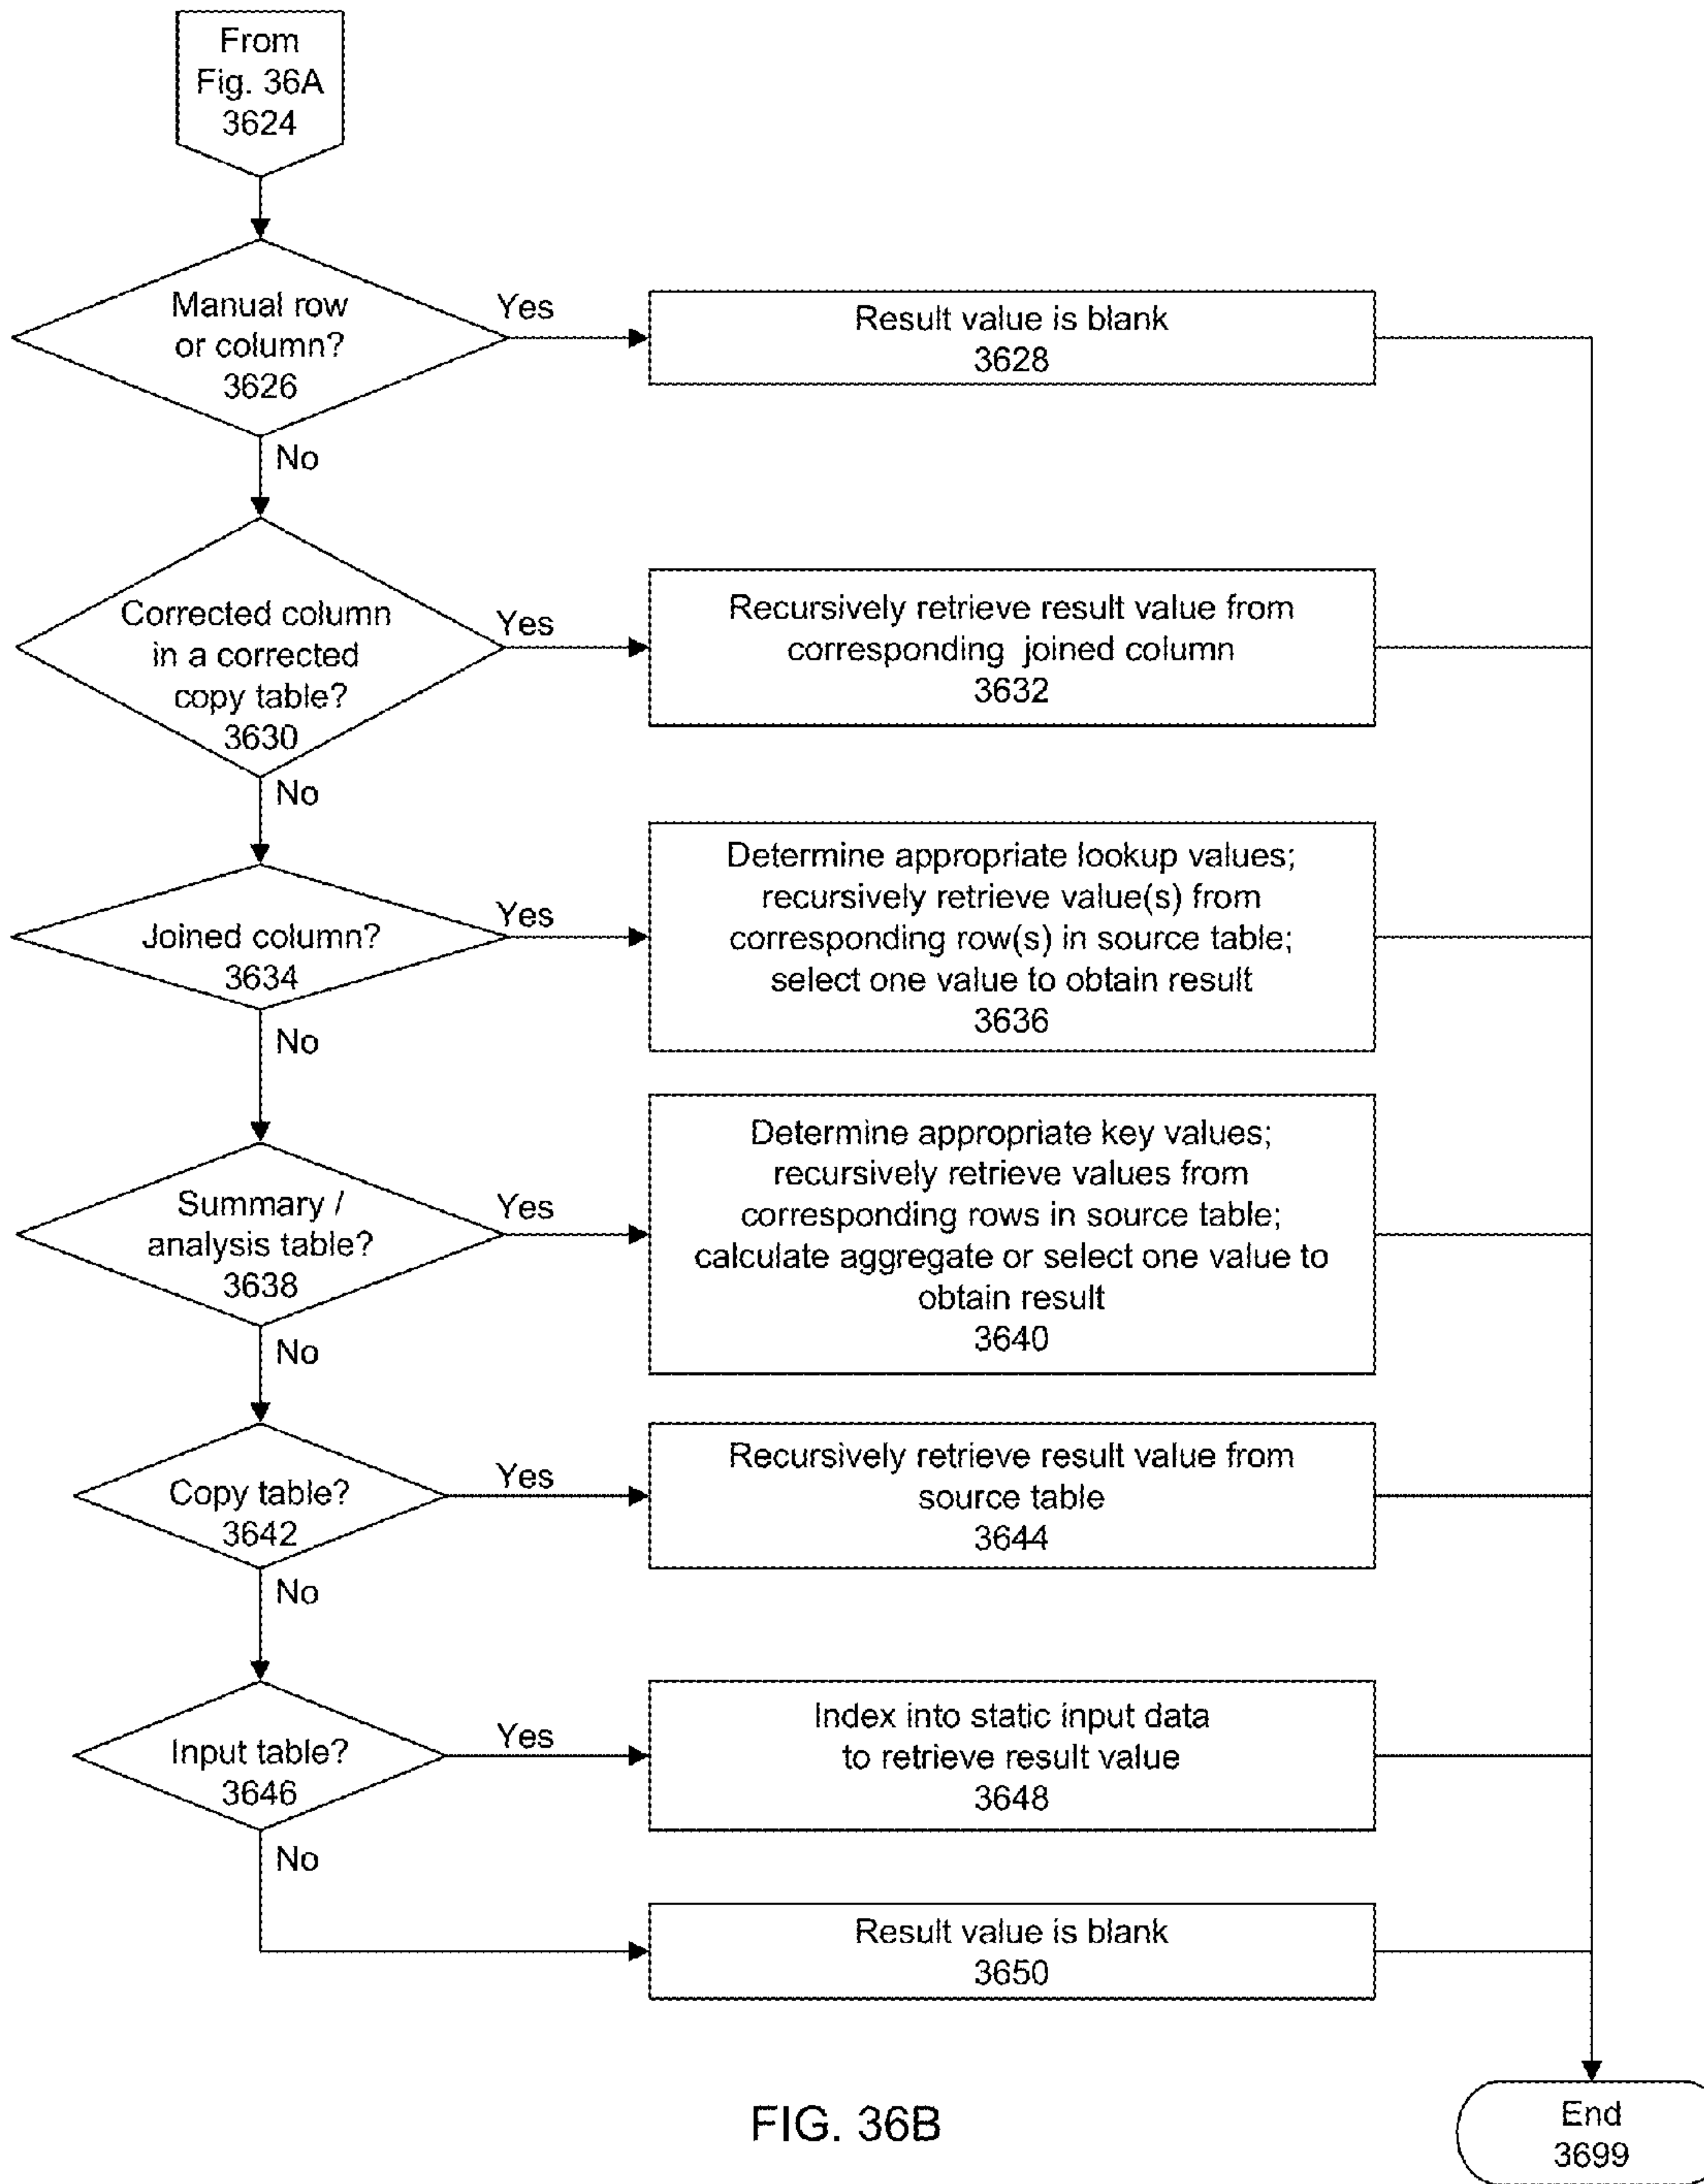 From
Fig. 36A
3624
Manual row
or column?
3626
Yes
Result value is blank
3628
No
Corrected column
in a corrected
copy table?
3630
Yes
Recursively retrieve result value from
corresponding joined column
3632
No
Joined column?
3634
Yes
Determine appropriate lookup values;
recursively retrieve value(s) from
corresponding row(s) in source table;
select one value to obtain result
3636
No
Summary /
analysis table?
3638
Yes
Determine appropriate key values;
recursively retrieve values from
corresponding rows in source table;
calculate aggregate or select one value to
obtain result
3640
No
Copy table?
3642
Yes
Recursively retrieve result value from
source table
3644
No
Input table?
3646
Yes
Index into static input data
to retrieve result value
3648
No
Result value is blank
3650
End
3699
FIG. 36B